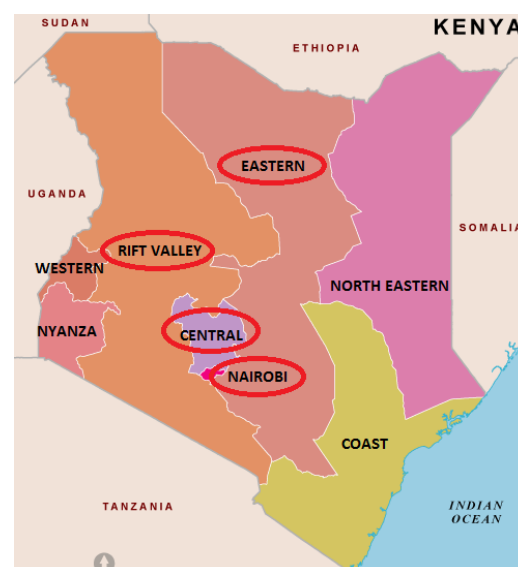 SUDAN
KENYA
ETHIOPIA
EASTERN
UGANDA
SOMALIA
RIFT VALLEY
WESTERN
NORTH EASTERN
NYANZA
CENTRAL
NAIROBI
COAST
TANZANIA
INDIAN
OCEAN